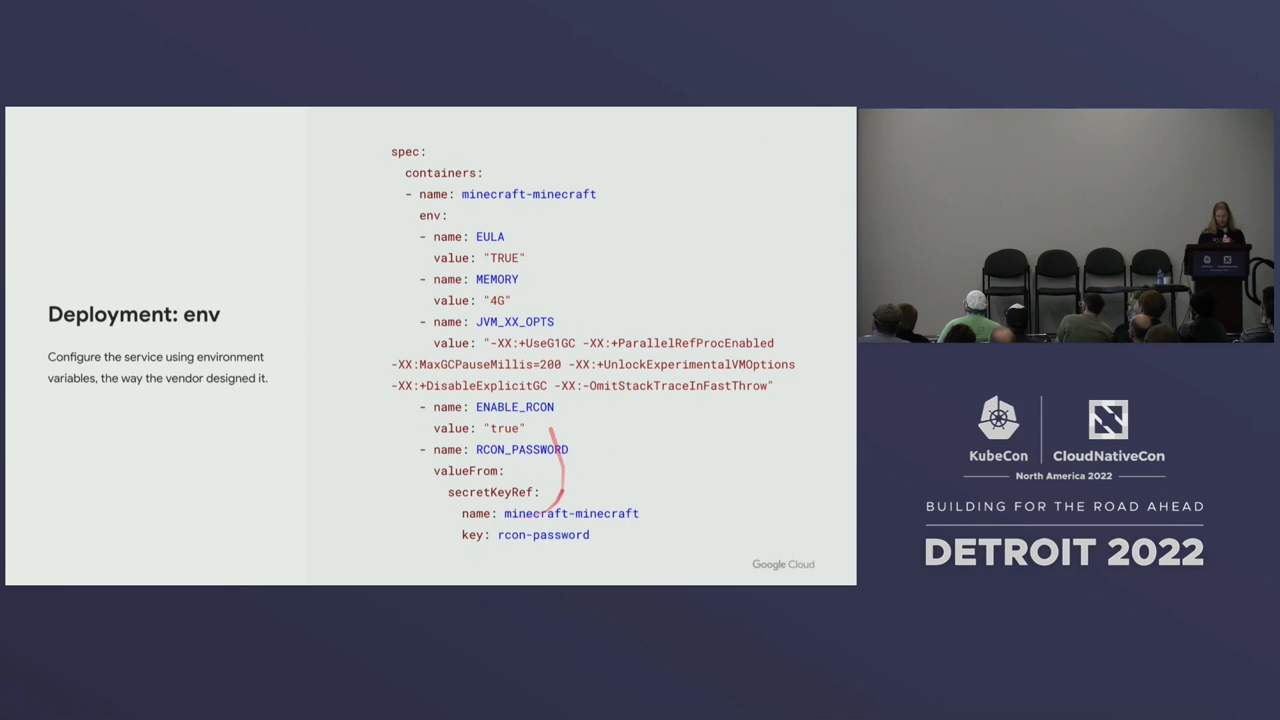 Deployment: env
Configure the service using environment
variables, the way the vendor designed it.
spec:
containers:
- name: minecraft-minecraft
env:
- name: EULA
value: "TRUE"
- name: MEMORY
value: "4G"
- name: JVM_XX_OPTS
value: "-XX:+UseG1GC -XX:+ParallelRefProcEnabled
-XX:MaxGCPauseMillis=200 -XX:+UnlockExperimentalVMOptions
-XX:+DisableExplicitGC -XX:-OmitStackTraceInFastThrow"
- name: ENABLE_RCON
value: "true"
- name: RCON_PASSWORD
valueFrom:
secretKeyRef:
name: minecraft-minecraft
key: rcon-password
Google Cloud
KubeCon
CloudNativeCon
North America 2022
BUILDING FOR THE ROAD AHEAD
DETROIT 2022